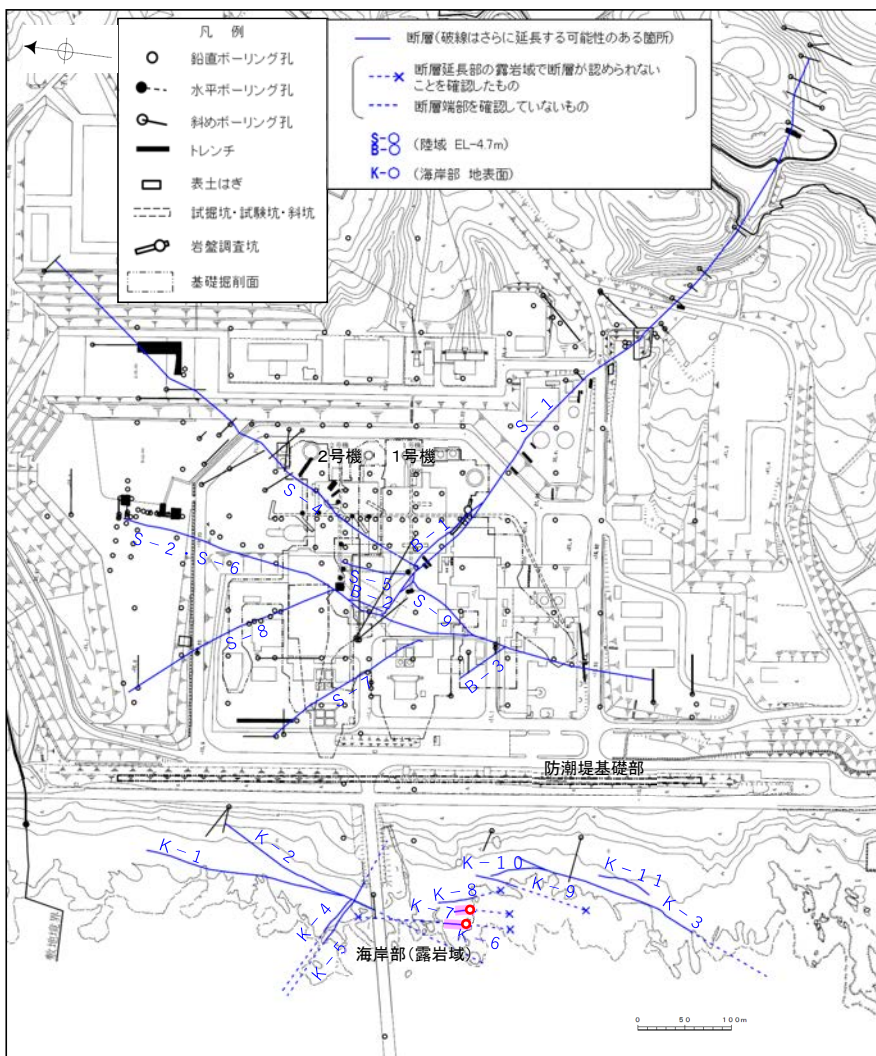 凡 例
鉛直ボーリング孔
水平ボーリング孔
斜めボーリング孔
トレンチ
表土はぎ
試掘坑・試験坑・斜坑
岩盤調査坑
基礎掘削面
断層(破線はさらに延長する可能性のある箇所)
断層延長部の露岩域で断層が認められない
ことを確認したもの
断層端部を確認していないもの
S-○
B-○
(陸域 EL-4.7m)
K-○ (海岸部 地表面)
S-1
2号機
1号機
S-4
B-1
S-2・S-6
S-5
B-2
S-9
S-8
B-3
S-7
防潮堤基礎部
K-1
K-2
K-10
K-11
K-9
K-8
K-3
K-4
K-7
K-5
K-6
海岸部(露岩域)
敷地境界
0 50 100m